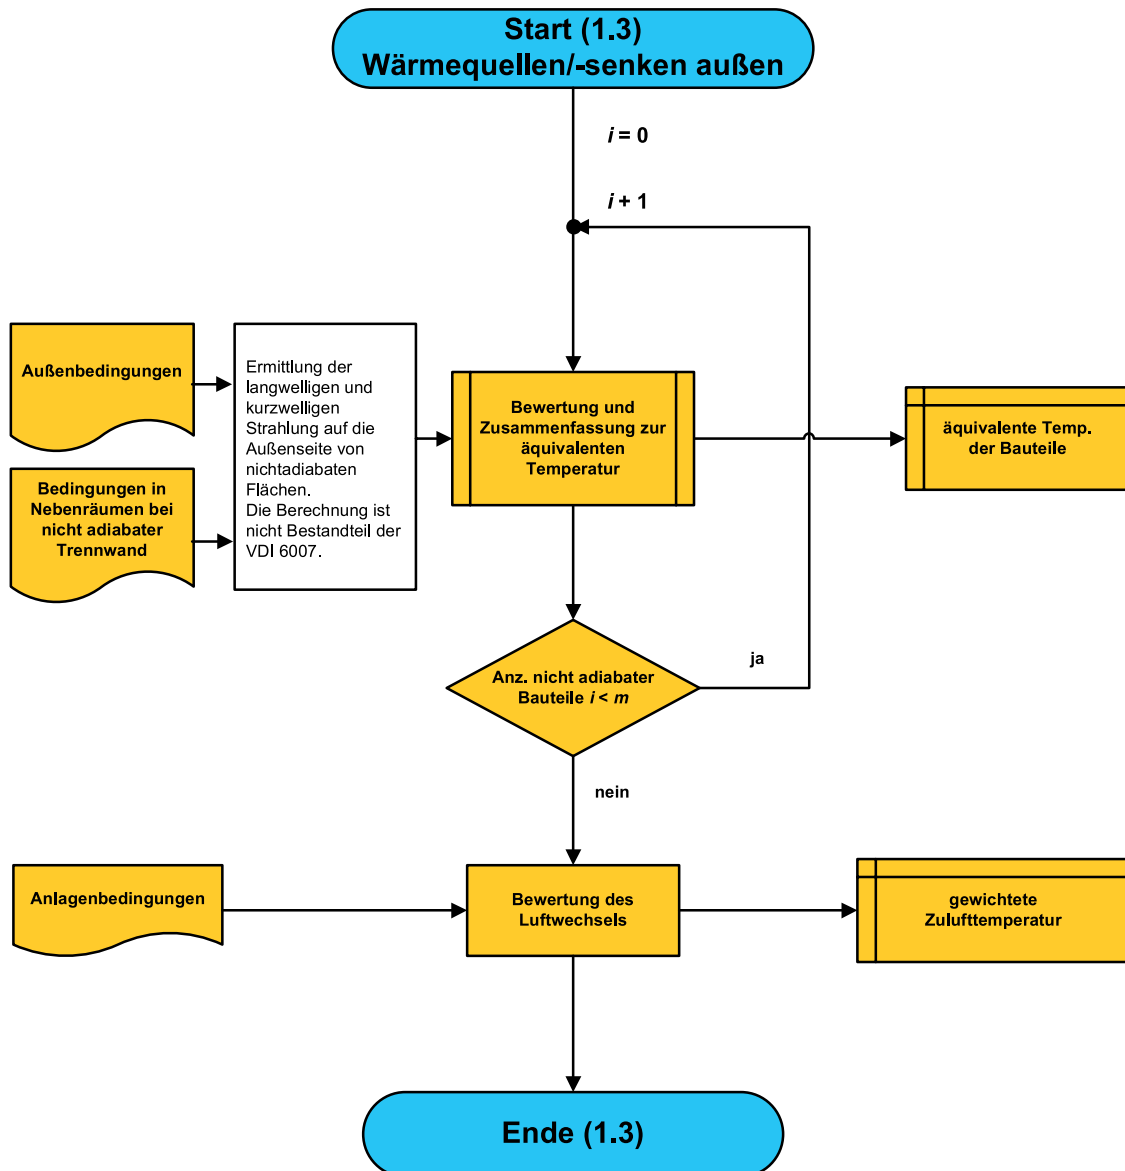 Start (1.3)
Wärmequellen/-senken außen
i = 0
i + 1
Außenbedingungen
Bedingungen in
Nebenräumen bei
nicht adiabater
Trennwand
Ermittlung der
langwelligen und
kurzwelligen
Strahlung auf die
Außenseite von
nichtadiabaten
Flächen.
Die Berechnung ist
nicht Bestandteil der
VDI 6007.
Bewertung und
Zusammenfassung zur
äquivalenten
Temperatur
äquivalente Temp.
der Bauteile
Anz. nicht adiabater
Bauteile i < m
ja
nein
Anlagenbedingungen
Bewertung des
Luftwechsels
gewichtete
Zulufttemperatur
Ende (1.3)